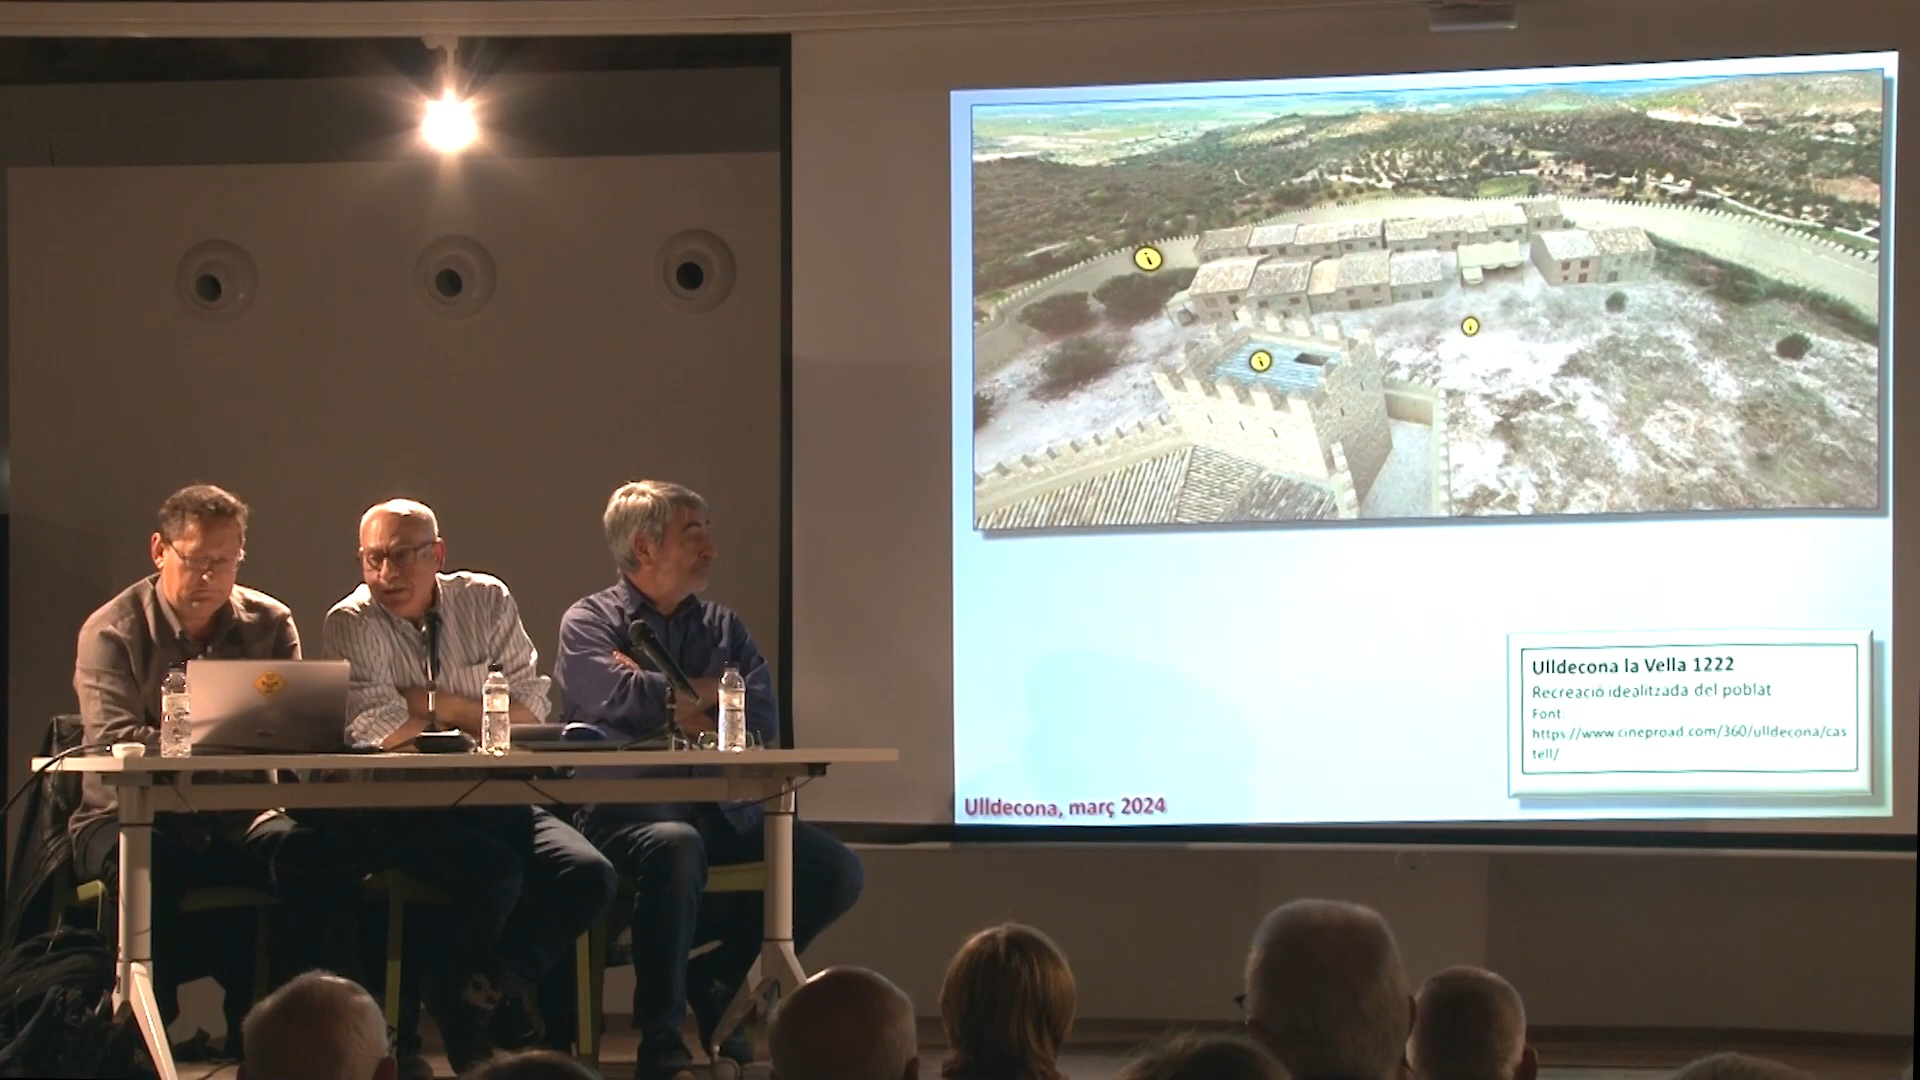 Ulldecona la Vella 1222
Recreació idealitzada del poblat
Font:
https://www.cineproad.com/360/ulldecona/cas
tell/
Ulldecona, març 2024
i
i
i